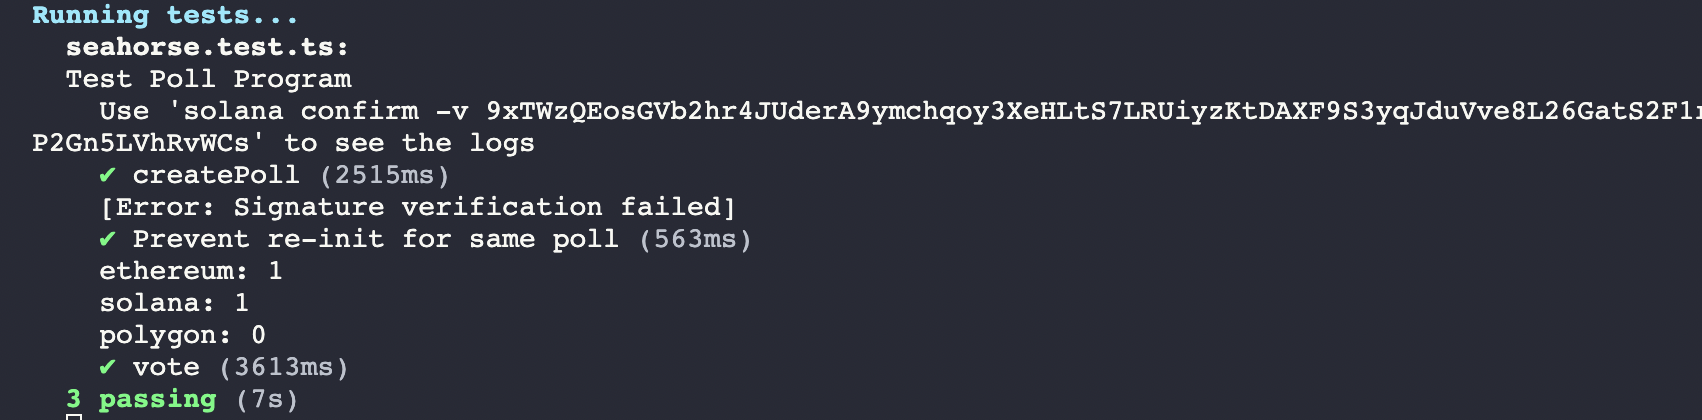 Running tests...
seahorse.test.ts:
Test Poll Program
Use 'solana confirm -v 9xTWzQEosGVb2hr4JUderA9ymchqoy3XeHLtS7LRUiyzKtDAXF9S3yqJduVve8L26GatS2F1r
P2Gn5LVhRvWCs' to see the logs
✔ createPoll (2515ms)
[Error: Signature verification failed]
✔ Prevent re-init for same poll (563ms)
ethereum: 1
solana: 1
polygon: 0
✔ vote (3613ms)
3 passing (7s)